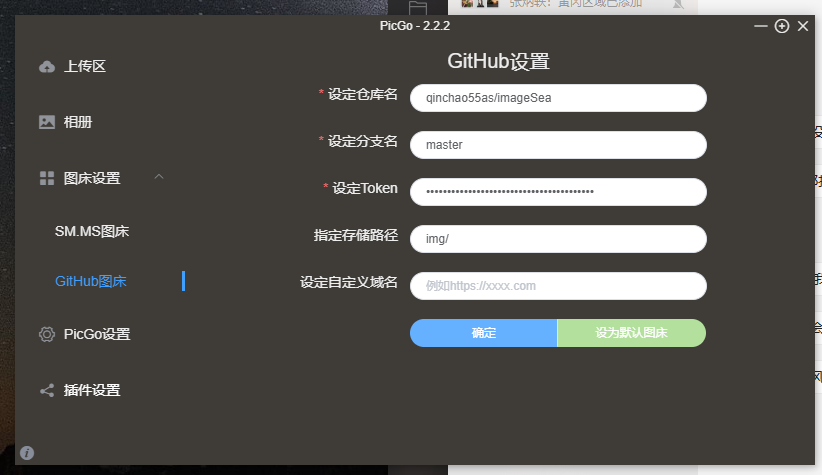 PicGo - 2.2.2
上传区
相册
图床设置
SM.MS图床
GitHub图床
PicGo设置
插件设置
GitHub设置
* 设定仓库名
qinchao55as/imageSea
* 设定分支名
master
* 设定Token
••••••••••••••••••••••••••••••••••••••••
指定存储路径
img/
设定自定义域名
例如https://xxxx.com
确定
设为默认图床